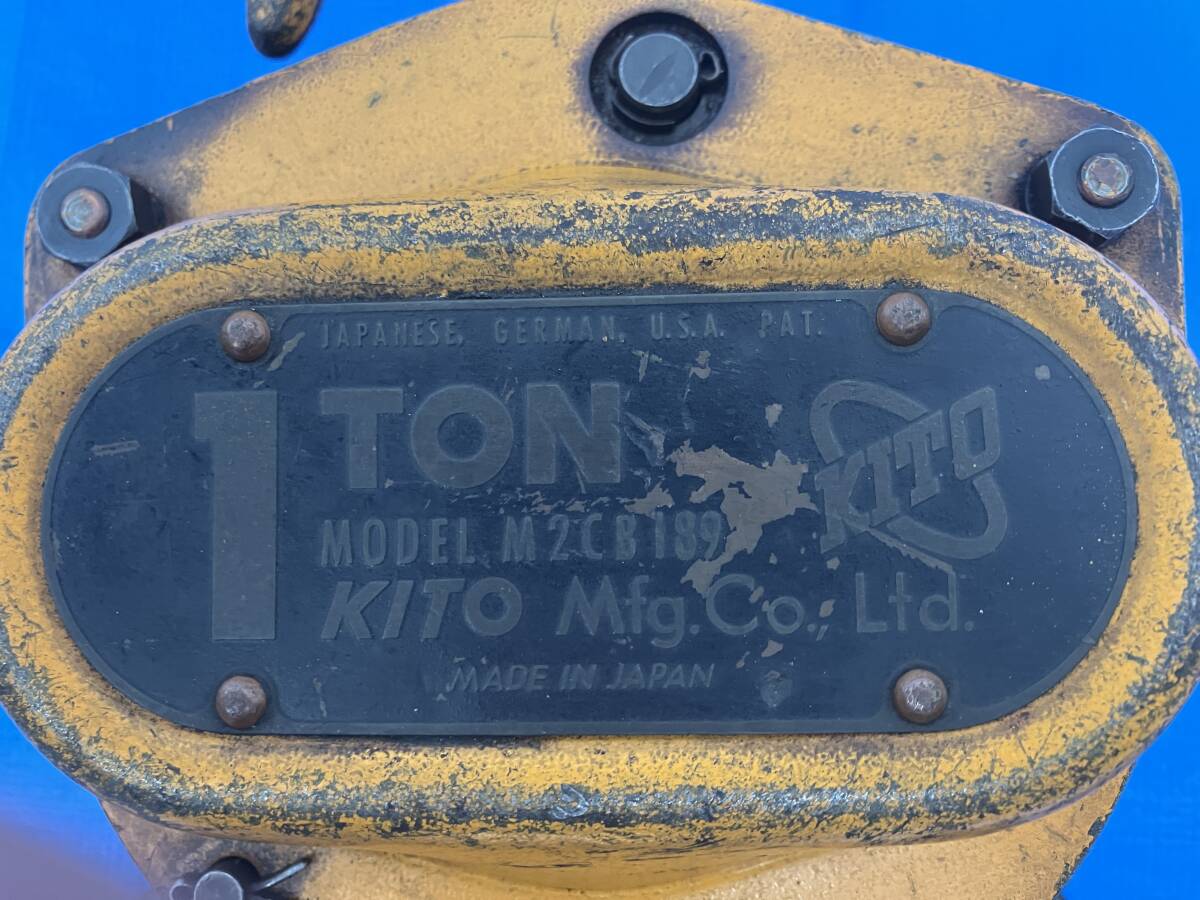 JAPANESE, GERMAN, U.S.A. PAT.
1 TON
KITO
MODEL M2CB189
KITO Mfg. Co., Ltd.
MADE IN JAPAN